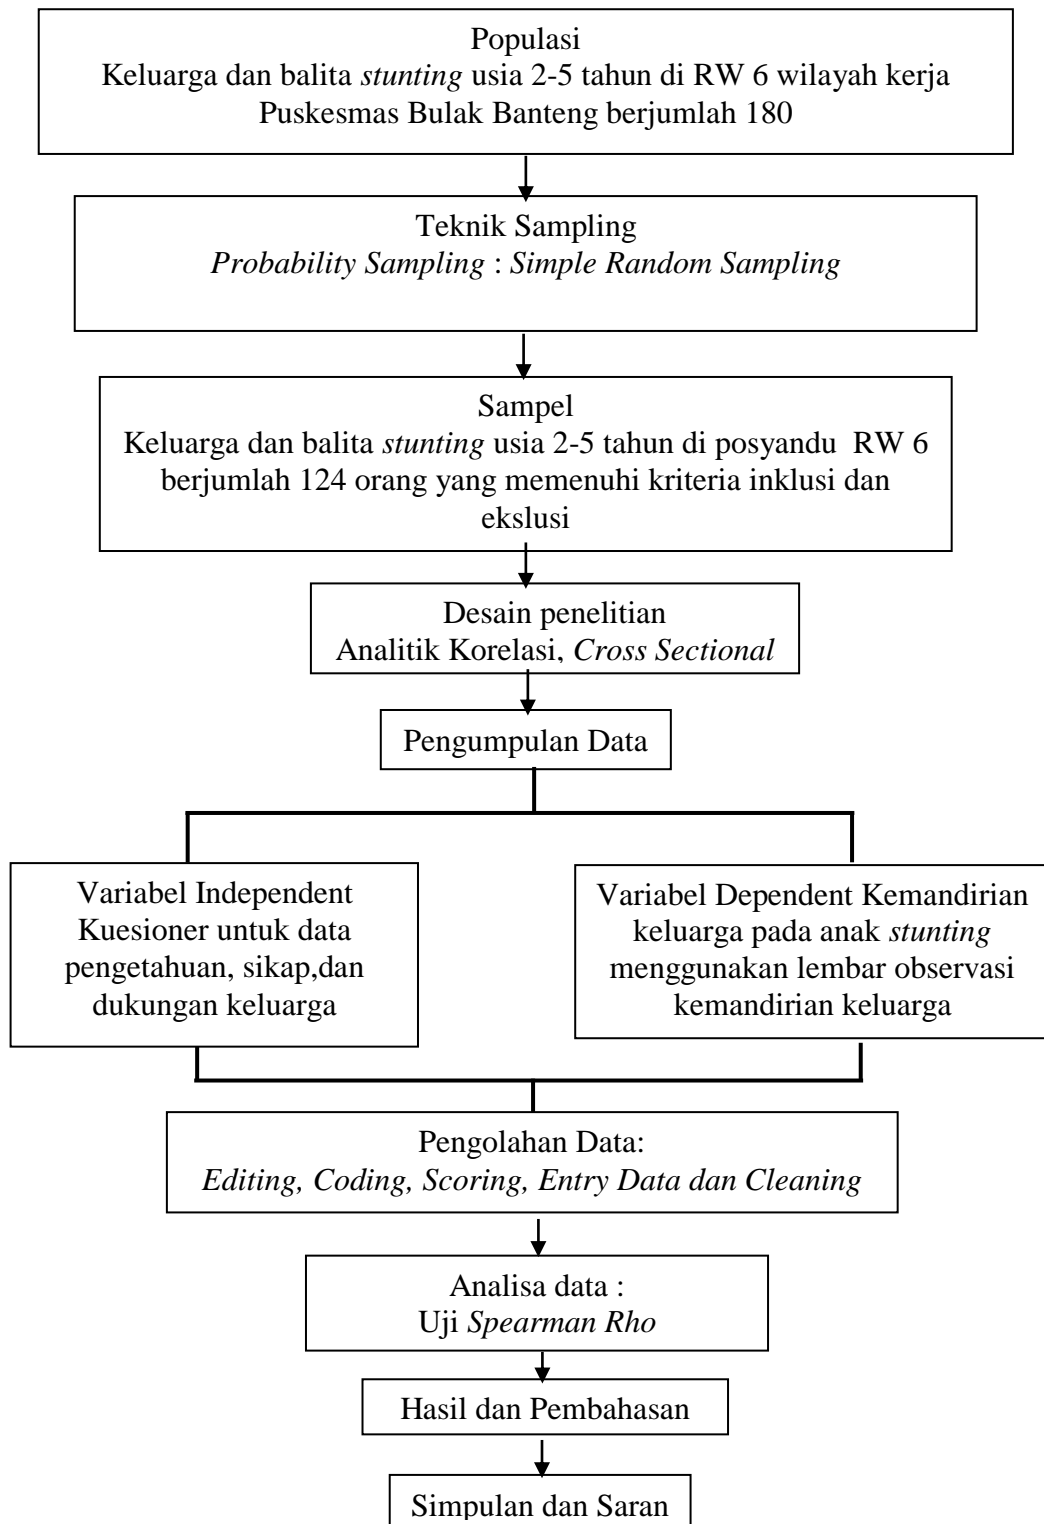 Populasi
Keluarga dan balita stunting usia 2-5 tahun di RW 6 wilayah kerja
Puskesmas Bulak Banteng berjumlah 180
Teknik Sampling
Probability Sampling : Simple Random Sampling
Sampel
Keluarga dan balita stunting usia 2-5 tahun di posyandu RW 6
berjumlah 124 orang yang memenuhi kriteria inklusi dan
ekslusi
Desain penelitian
Analitik Korelasi, Cross Sectional
Pengumpulan Data
Variabel Independent
Kuesioner untuk data
pengetahuan, sikap,dan
dukungan keluarga
Variabel Dependent Kemandirian
keluarga pada anak stunting
menggunakan lembar observasi
kemandirian keluarga
Pengolahan Data:
Editing, Coding, Scoring, Entry Data dan Cleaning
Analisa data :
Uji Spearman Rho
Hasil dan Pembahasan
Simpulan dan Saran